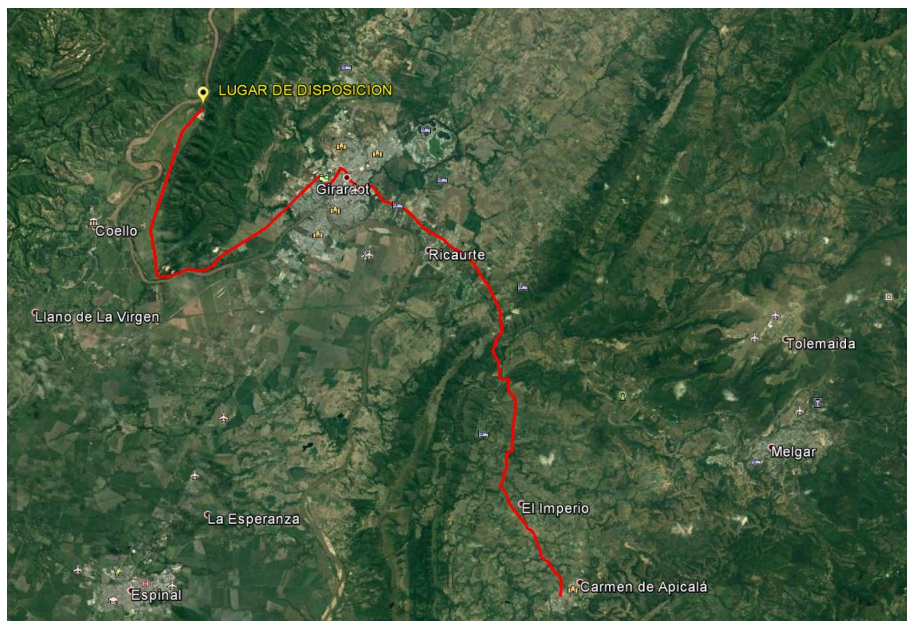 LUGAR DE DISPOSICION
Girardot
Coello
Ricaurte
Llano de La Virgen
Tolemaida
Melgar
El Imperio
La Esperanza
Carmen de Apicalá
Espinal